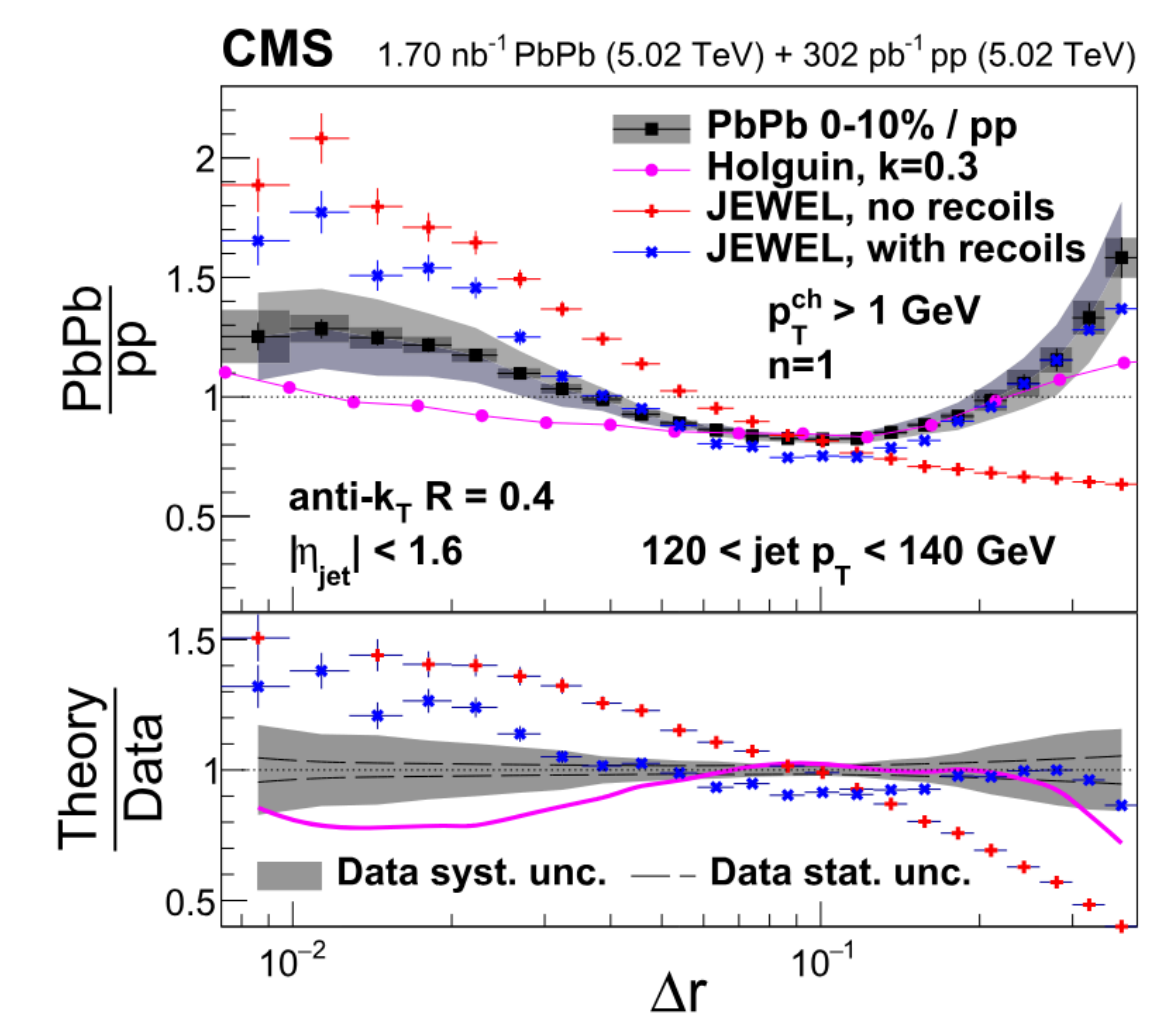 CMS 1.70 nb⁻¹ PbPb (5.02 TeV) + 302 pb⁻¹ pp (5.02 TeV)
PbPb 0-10% / pp
Holguin, k=0.3
JEWEL, no recoils
JEWEL, with recoils
p_T^ch > 1 GeV
n=1
anti-k_T R = 0.4
|η_jet| < 1.6
120 < jet p_T < 140 GeV
PbPb
pp
2
1.5
1
0.5
Theory
Data
1.5
1
0.5
Data syst. unc.
Data stat. unc.
10⁻²
10⁻¹
Δr